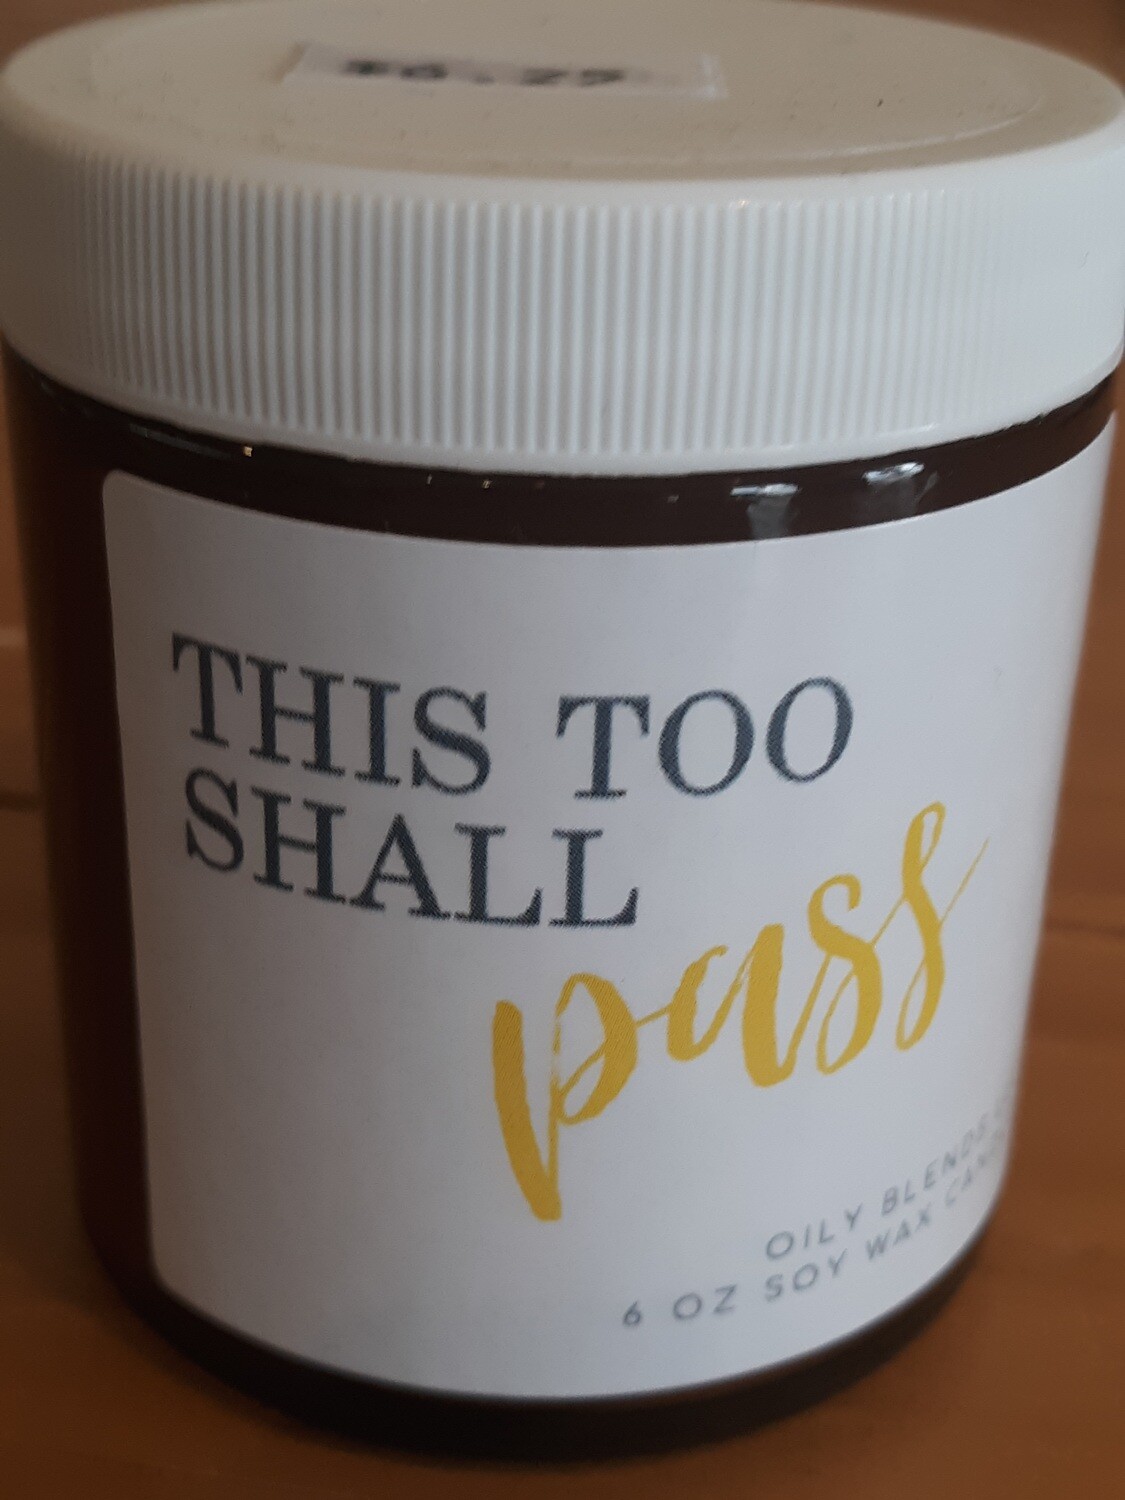 THIS TOO
SHALL
pass
OILY BLENDS
6 OZ SOY WAX